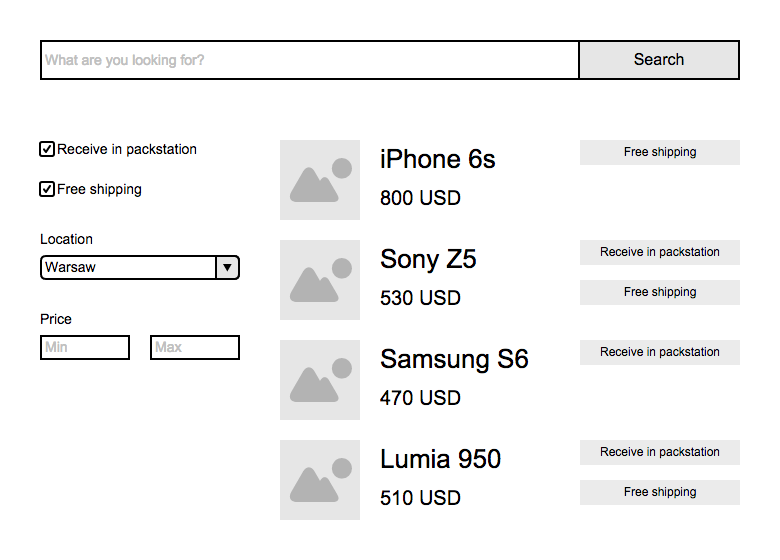 What are you looking for?
Search
Receive in packstation
Free shipping
Location
Warsaw
Price
Min
Max
iPhone 6s
800 USD
Free shipping
Sony Z5
530 USD
Receive in packstation
Free shipping
Samsung S6
470 USD
Receive in packstation
Lumia 950
510 USD
Receive in packstation
Free shipping